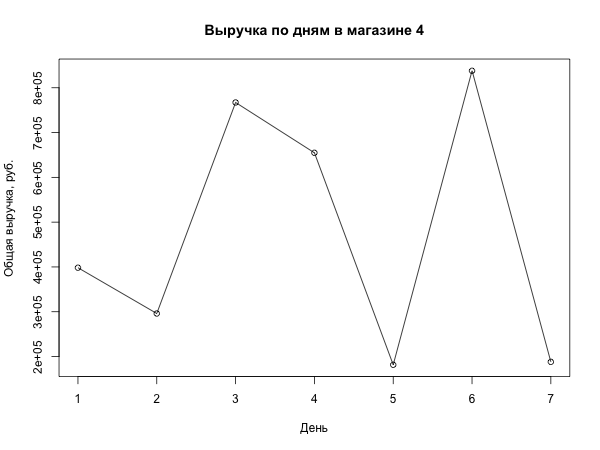 Выручка по дням в магазине 4
Общая выручка, руб.
8e+05
7e+05
6e+05
5e+05
4e+05
3e+05
2e+05
1 2 3 4 5 6 7
День